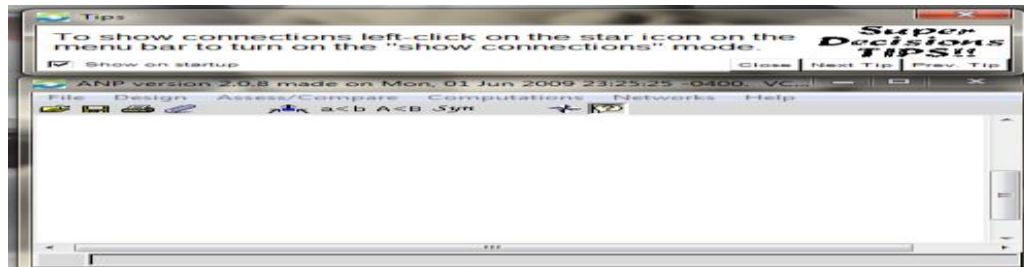 Tips
To show connections left-click on the star icon on the
menu bar to turn on the "show connections" mode.
Super
Decisions
TIPS!!
Show on startup
Close Next Tip Prev. Tip
ANP version 2.0.8 made on Mon, 01 Jun 2009 23:25:25 -0400. VC...
File Design Assess/Compare Computations Networks Help
a<b A<B Syn